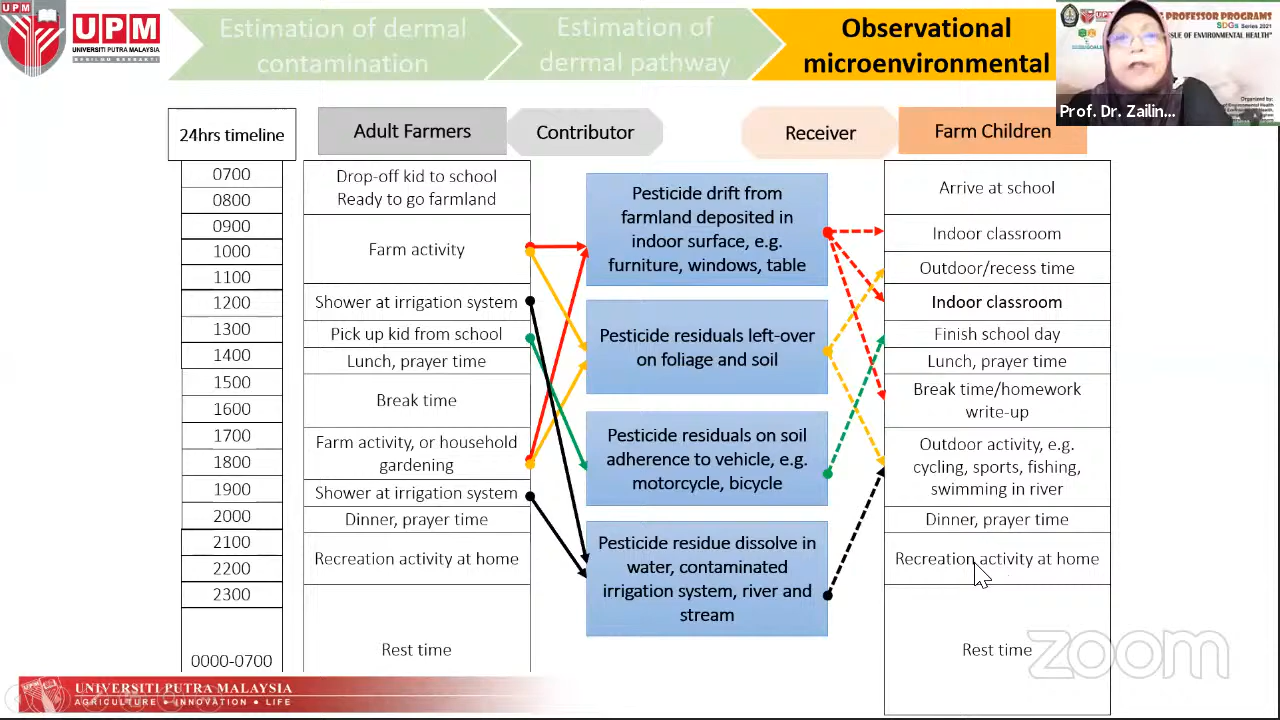 UPM
UPM
UNIVERSITI PUTRA MALAYSIA
BERILMU BERBAKTI
Estimation of dermal
contamination
Estimation of
dermal pathway
Observational
microenvironmental
PROFESSOR PROGRAMS
SDGs Series 2021
ISSUE OF ENVIRONMENTAL HEALTH"
Organized by:
Prof. Dr. Zailin...
24hrs timeline
Adult Farmers
Contributor
Receiver
Farm Children
0700
0800
0900
1000
1100
1200
1300
1400
1500
1600
1700
1800
1900
2000
2100
2200
2300
0000-0700
Drop-off kid to school
Ready to go farmland
Farm activity
Shower at irrigation system
Pick up kid from school
Lunch, prayer time
Break time
Farm activity, or household
gardening
Shower at irrigation system
Dinner, prayer time
Recreation activity at home
Rest time
Pesticide drift from
farmland deposited in
indoor surface, e.g.
furniture, windows, table
Pesticide residuals left-over
on foliage and soil
Pesticide residuals on soil
adherence to vehicle, e.g.
motorcycle, bicycle
Pesticide residue dissolve in
water, contaminated
irrigation system, river and
stream
Arrive at school
Indoor classroom
Outdoor/recess time
Indoor classroom
Finish school day
Lunch, prayer time
Break time/homework
write-up
Outdoor activity, e.g.
cycling, sports, fishing,
swimming in river
Dinner, prayer time
Recreation activity at home
Rest time
zoom
UNIVERSITI PUTRA MALAYSIA
AGRICULTURE • INNOVATION • LIFE